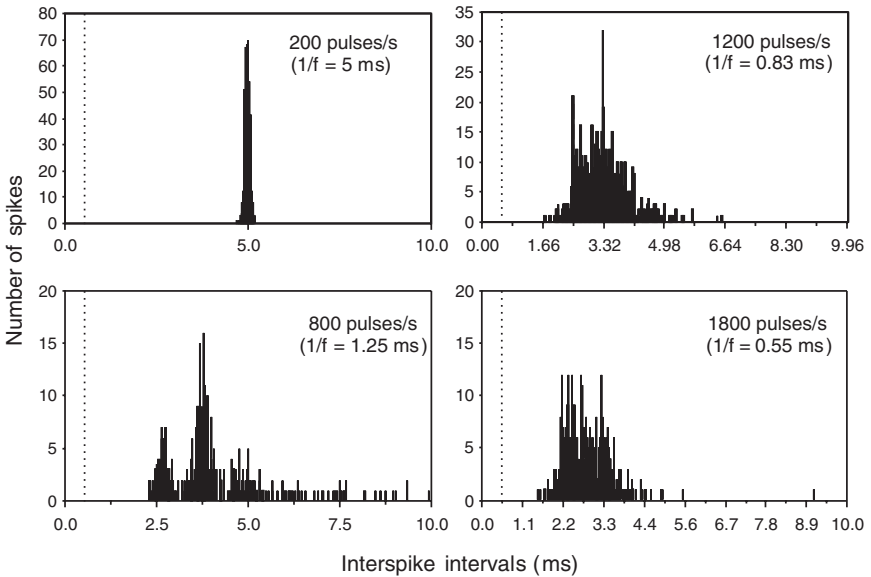 Number of spikes
80
70
60
50
40
30
20
10
0
200 pulses/s
(1/f = 5 ms)
0.0 5.0 10.0
35
30
25
20
15
10
5
0
1200 pulses/s
(1/f = 0.83 ms)
0.00 1.66 3.32 4.98 6.64 8.30 9.96
20
15
10
5
0
800 pulses/s
(1/f = 1.25 ms)
0.0 2.5 5.0 7.5 10.0
20
15
10
5
0
1800 pulses/s
(1/f = 0.55 ms)
0.0 1.1 2.2 3.3 4.4 5.6 6.7 7.8 8.9 10.0
Interspike intervals (ms)